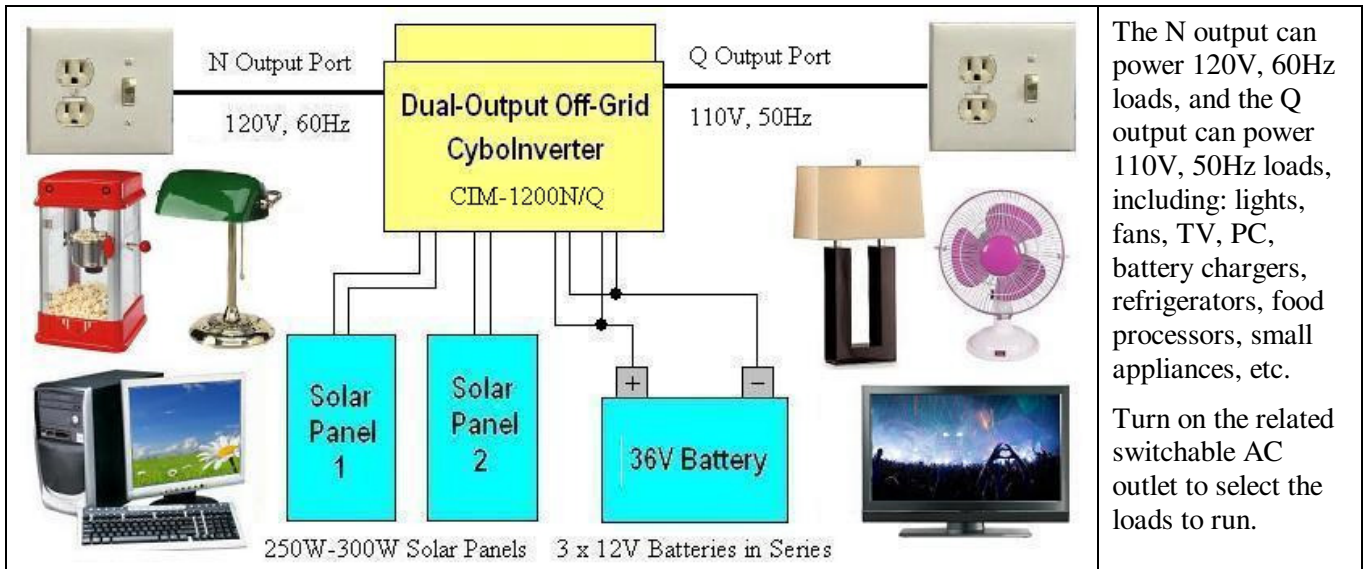 N Output Port
120V, 60Hz
Dual-Output Off-Grid
CyboInverter
CIM-1200N/Q
Q Output Port
110V, 50Hz
Solar
Panel
1
Solar
Panel
2
+
−
36V Battery
250W-300W Solar Panels
3 x 12V Batteries in Series
The N output can
power 120V, 60Hz
loads, and the Q
output can power
110V, 50Hz loads,
including: lights,
fans, TV, PC,
battery chargers,
refrigerators, food
processors, small
appliances, etc.
Turn on the related
switchable AC
outlet to select the
loads to run.